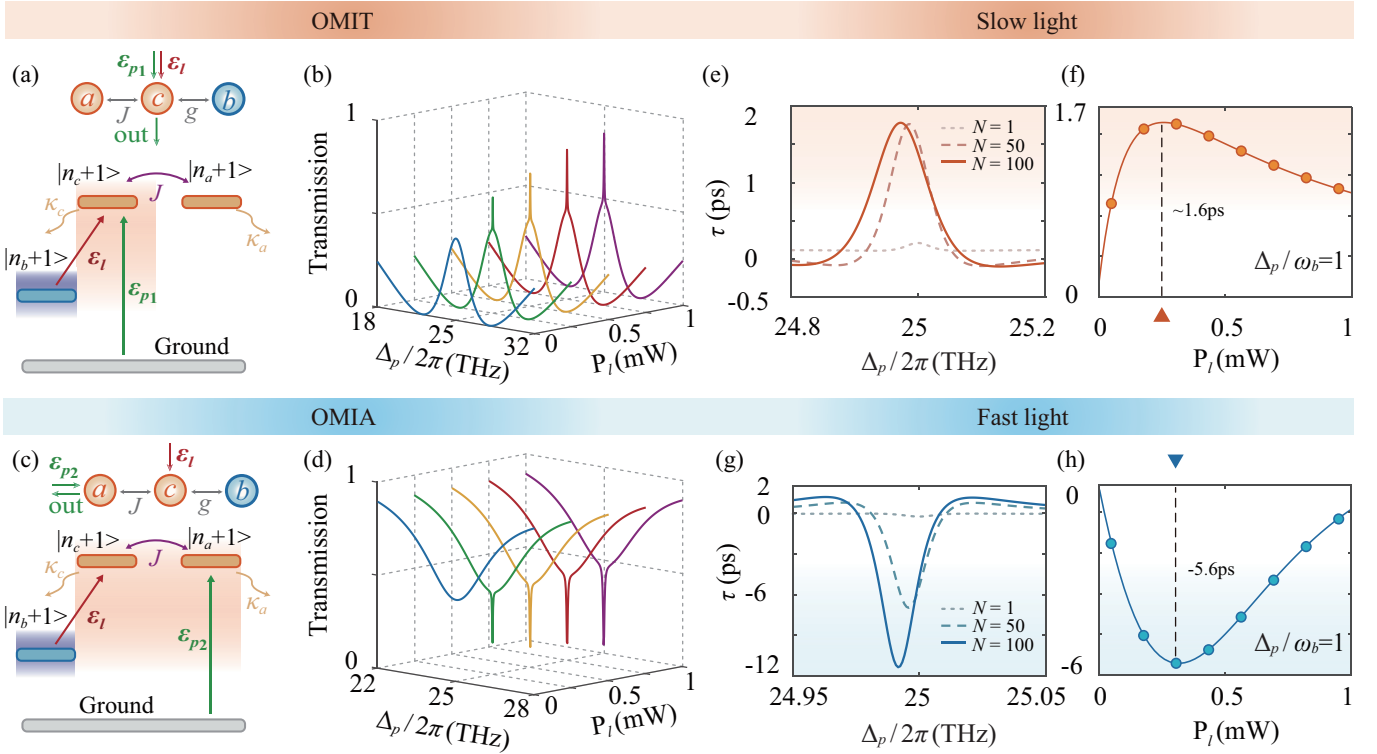 OMIT
Slow light
(a)
ε_p1
ε_l
a
c
b
J
g
out
|n_c+1>
|n_a+1>
J
κ_c
κ_a
|n_b+1>
ε_l
ε_p1
Ground
(b)
Transmission
1
0
18
25
32
Δ_p/2π(THz)
0
0.5
1
P_l(mW)
(e)
τ (ps)
2
1
0
-0.5
N = 1
N = 50
N = 100
24.8
25
25.2
Δ_p/2π(THz)
(f)
1.7
0
~1.6ps
Δ_p/ω_b=1
0
0.5
1
P_l(mW)
OMIA
Fast light
(c)
ε_p2
out
ε_l
a
c
b
J
g
|n_c+1>
|n_a+1>
J
κ_c
κ_a
|n_b+1>
ε_l
ε_p2
Ground
(d)
Transmission
1
0
22
25
28
Δ_p/2π(THz)
0
0.5
1
P_l(mW)
(g)
τ (ps)
2
0
-6
-12
N = 1
N = 50
N = 100
24.95
25
25.05
Δ_p/2π(THz)
(h)
0
-6
-5.6ps
Δ_p/ω_b=1
0
0.5
1
P_l(mW)